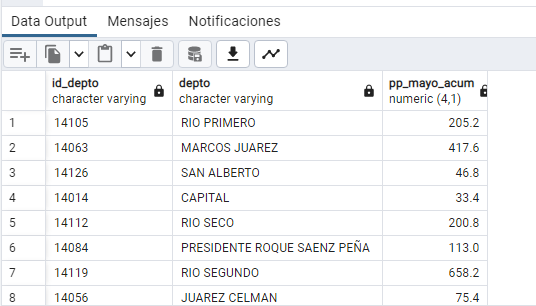 Data Output Mensajes Notificaciones
id_depto depto pp_mayo_acum
character varying character varying numeric (4,1)
1 14105 RIO PRIMERO 205.2
2 14063 MARCOS JUAREZ 417.6
3 14126 SAN ALBERTO 46.8
4 14014 CAPITAL 33.4
5 14112 RIO SECO 200.8
6 14084 PRESIDENTE ROQUE SAENZ PEÑA 113.0
7 14119 RIO SEGUNDO 658.2
8 14056 JUAREZ CELMAN 75.4